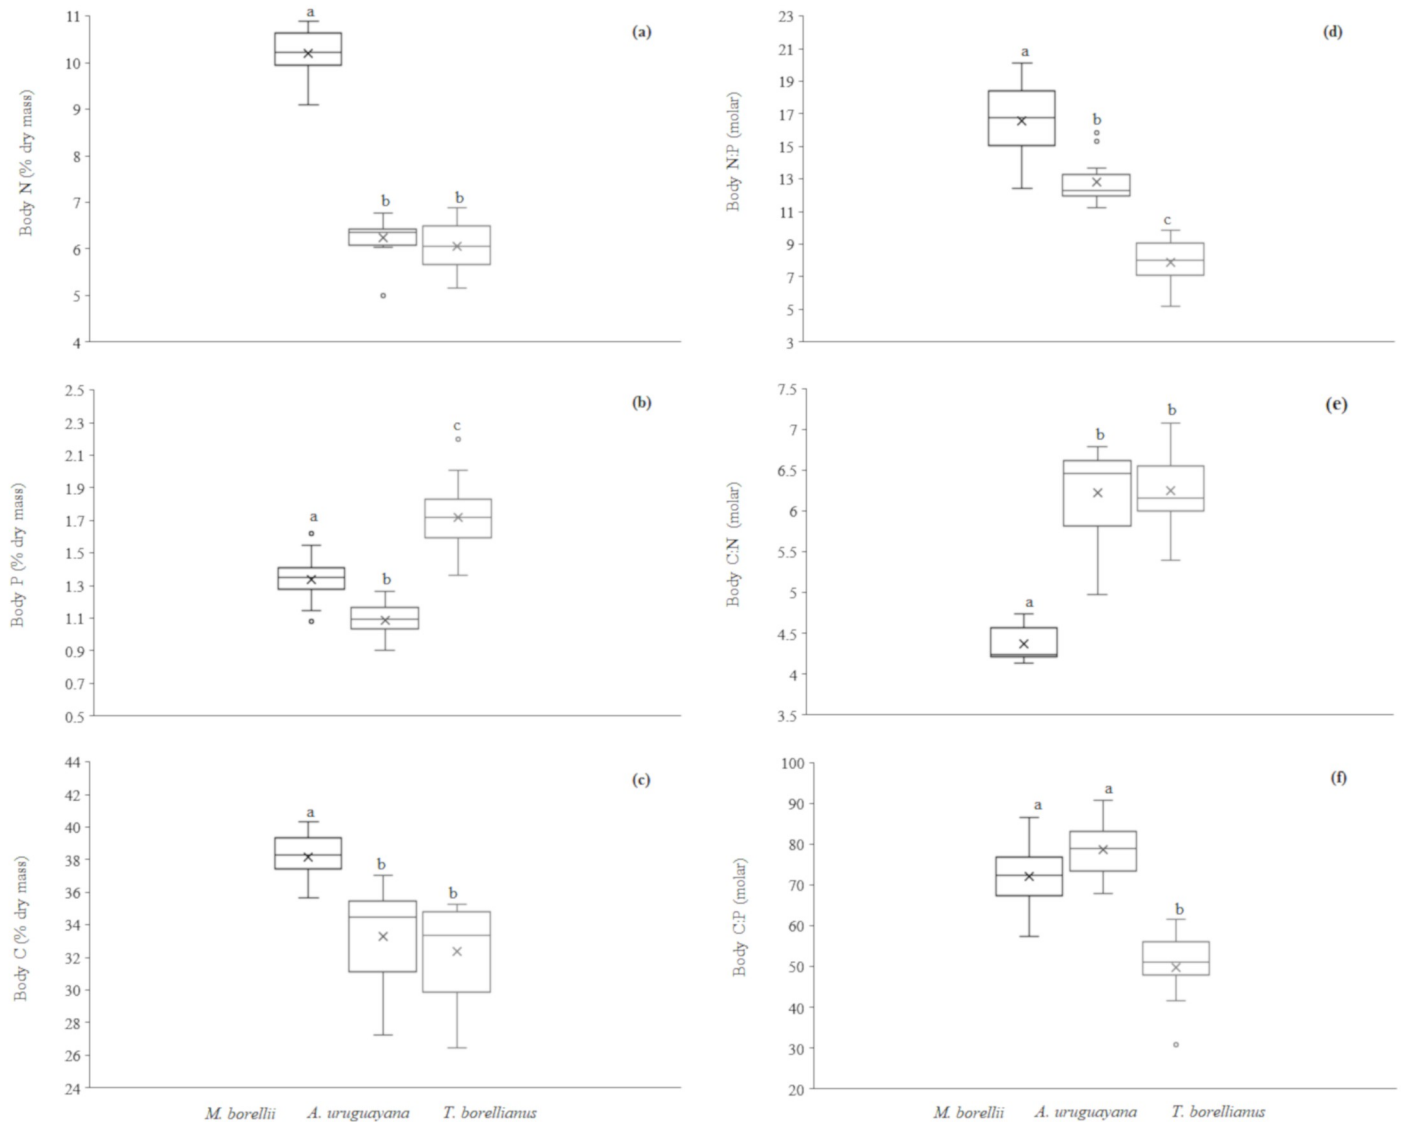 (a)
Body N (% dry mass)
11
10
9
8
7
6
5
4
a
b
b
(d)
Body N:P (molar)
23
21
19
17
15
13
11
9
7
5
3
a
b
c
(b)
Body P (% dry mass)
2.5
2.3
2.1
1.9
1.7
1.5
1.3
1.1
0.9
0.7
0.5
a
b
c
(e)
Body C:N (molar)
7.5
7
6.5
6
5.5
5
4.5
4
3.5
a
b
b
(c)
Body C (% dry mass)
44
42
40
38
36
34
32
30
28
26
24
a
b
b
M. borellii A. uruguayana T. borellianus
(f)
Body C:P (molar)
100
90
80
70
60
50
40
30
20
a
a
b
M. borellii A. uruguayana T. borellianus